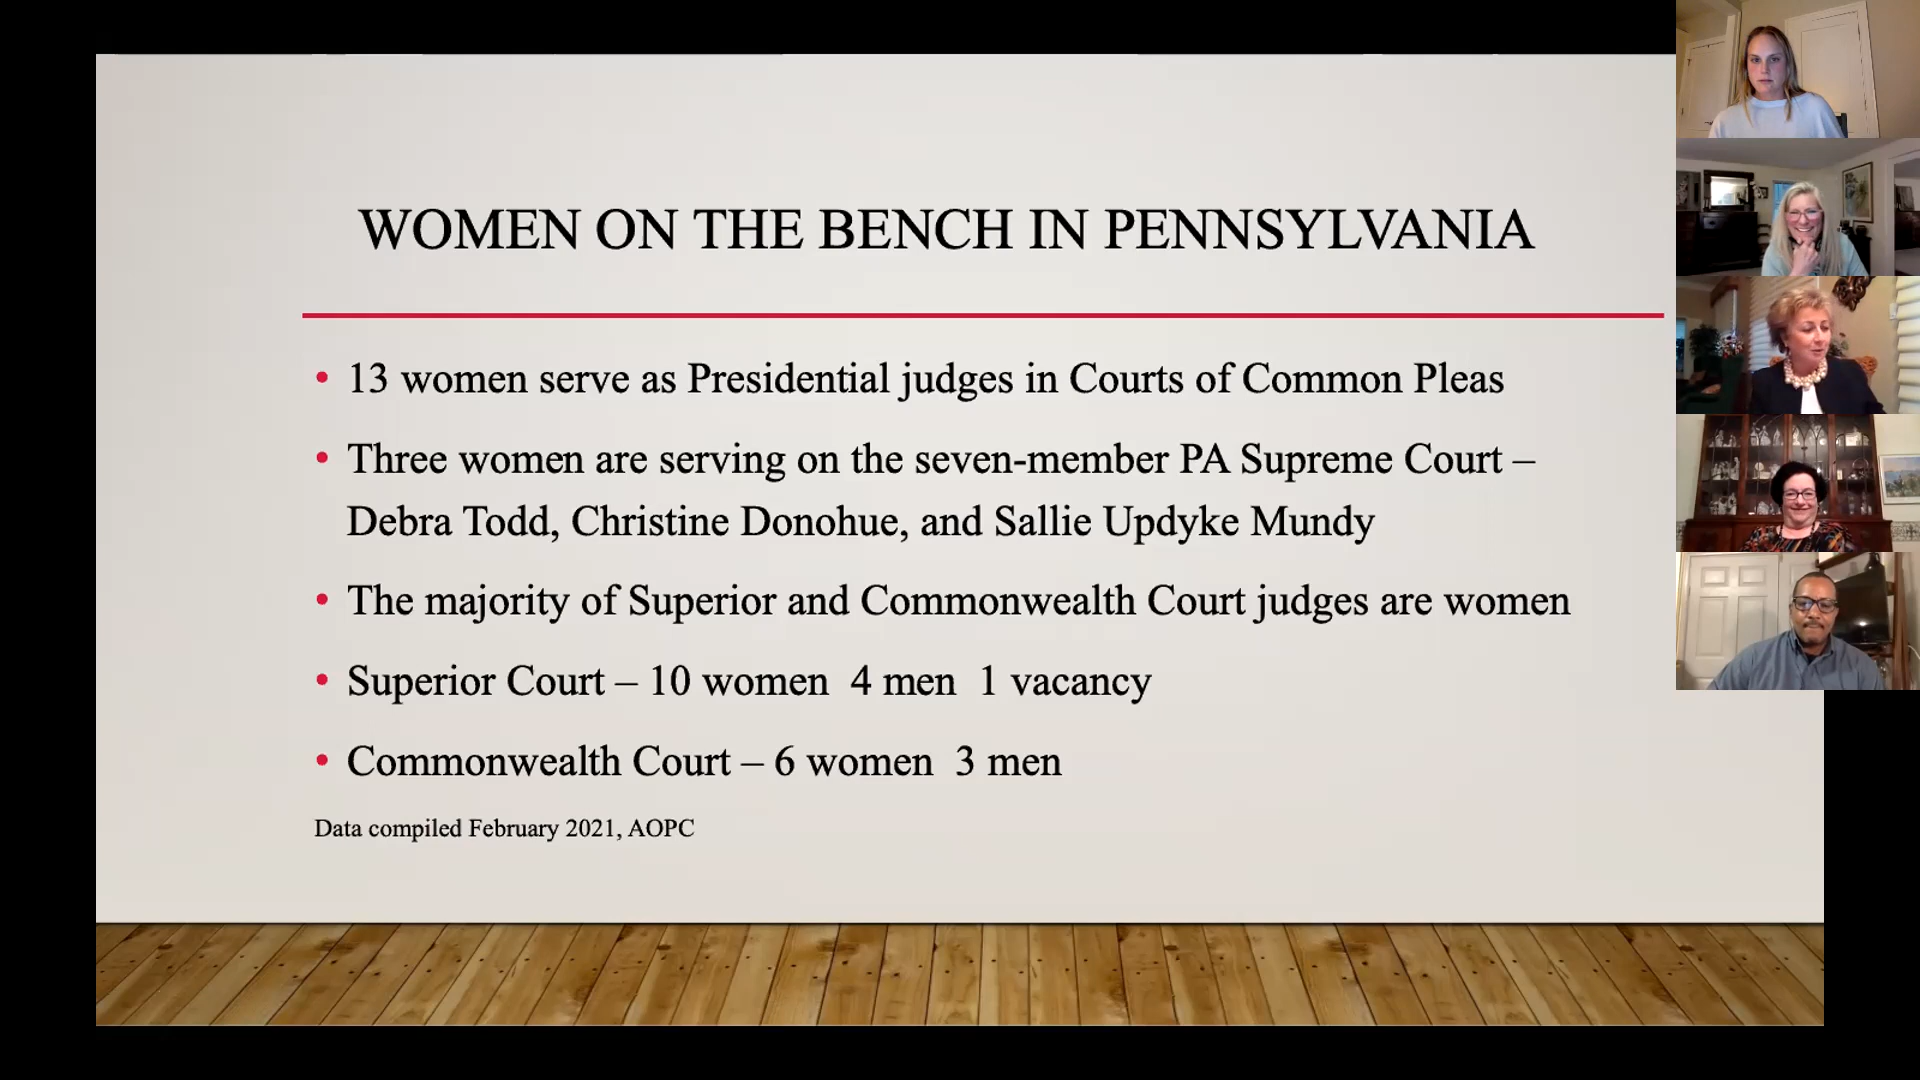 WOMEN ON THE BENCH IN PENNSYLVANIA
• 13 women serve as Presidential judges in Courts of Common Pleas
• Three women are serving on the seven-member PA Supreme Court –
Debra Todd, Christine Donohue, and Sallie Updyke Mundy
• The majority of Superior and Commonwealth Court judges are women
• Superior Court – 10 women  4 men  1 vacancy
• Commonwealth Court – 6 women  3 men
Data compiled February 2021, AOPC